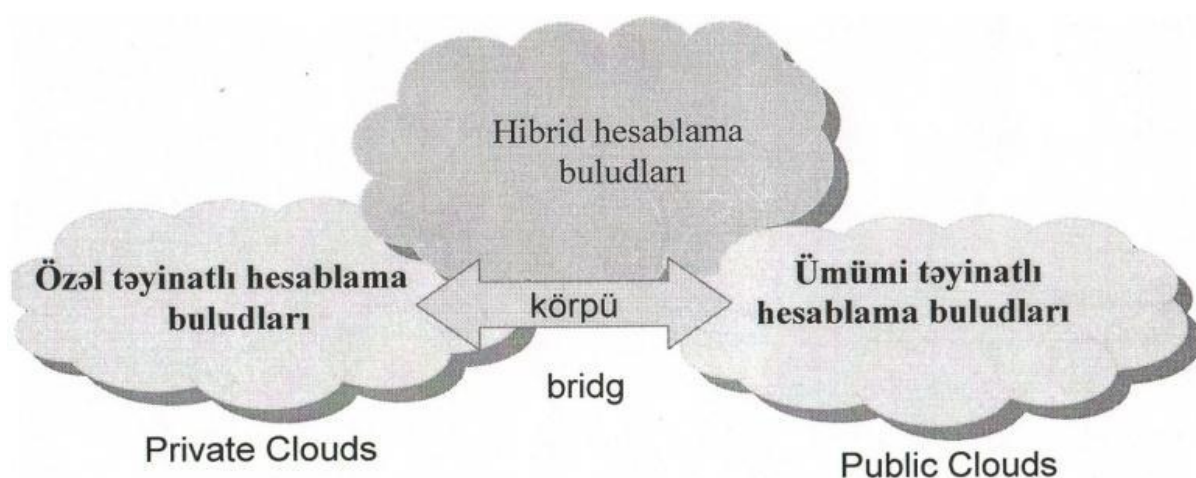 Hibrid hesablama
buludları
Özəl təyinatlı hesablama
buludları
körpü
Ümümi təyinatlı
hesablama buludları
bridg
Private Clouds
Public Clouds